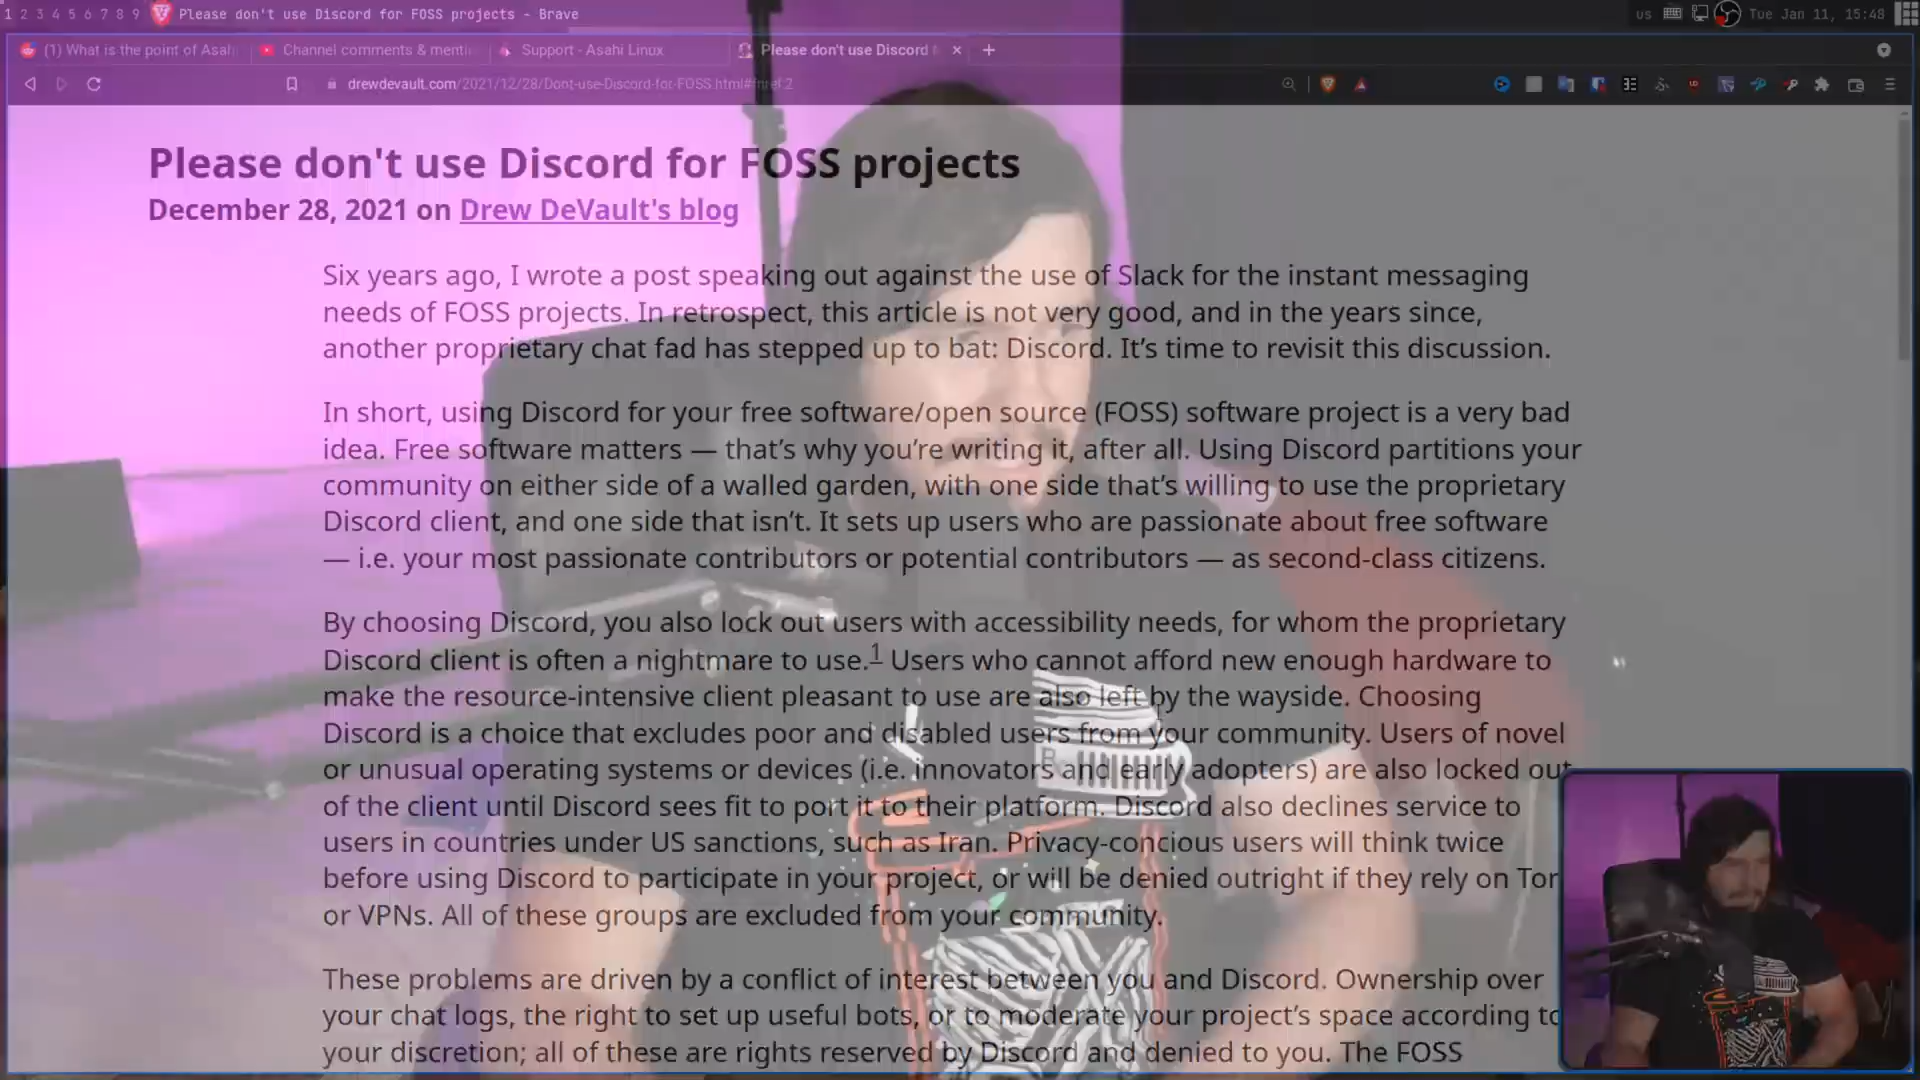 1 2 3 4 5 6 7 8 9 Please don't use Discord for FOSS projects - Brave
us Tue Jan 11, 15:48
(1) What is the point of Asahi
Channel comments & menti
Support - Asahi Linux
Please don't use Discord f
drewdevault.com/2021/12/28/Dont-use-Discord-for-FOSS.html#fnref:2
Please don't use Discord for FOSS projects
December 28, 2021 on Drew DeVault's blog
Six years ago, I wrote a post speaking out against the use of Slack for the instant messaging
needs of FOSS projects. In retrospect, this article is not very good, and in the years since,
another proprietary chat fad has stepped up to bat: Discord. It’s time to revisit this discussion.
In short, using Discord for your free software/open source (FOSS) software project is a very bad
idea. Free software matters — that’s why you’re writing it, after all. Using Discord partitions your
community on either side of a walled garden, with one side that’s willing to use the proprietary
Discord client, and one side that isn’t. It sets up users who are passionate about free software
— i.e. your most passionate contributors or potential contributors — as second-class citizens.
By choosing Discord, you also lock out users with accessibility needs, for whom the proprietary
Discord client is often a nightmare to use.1 Users who cannot afford new enough hardware to
make the resource-intensive client pleasant to use are also left by the wayside. Choosing
Discord is a choice that excludes poor and disabled users from your community. Users of novel
or unusual operating systems or devices (i.e. innovators and early adopters) are also locked out
of the client until Discord sees fit to port it to their platform. Discord also declines service to
users in countries under US sanctions, such as Iran. Privacy-concious users will think twice
before using Discord to participate in your project, or will be denied outright if they rely on Tor
or VPNs. All of these groups are excluded from your community.
These problems are driven by a conflict of interest between you and Discord. Ownership over
your chat logs, the right to set up useful bots, or to moderate your project’s space according to
your discretion; all of these are rights reserved by Discord and denied to you. The FOSS